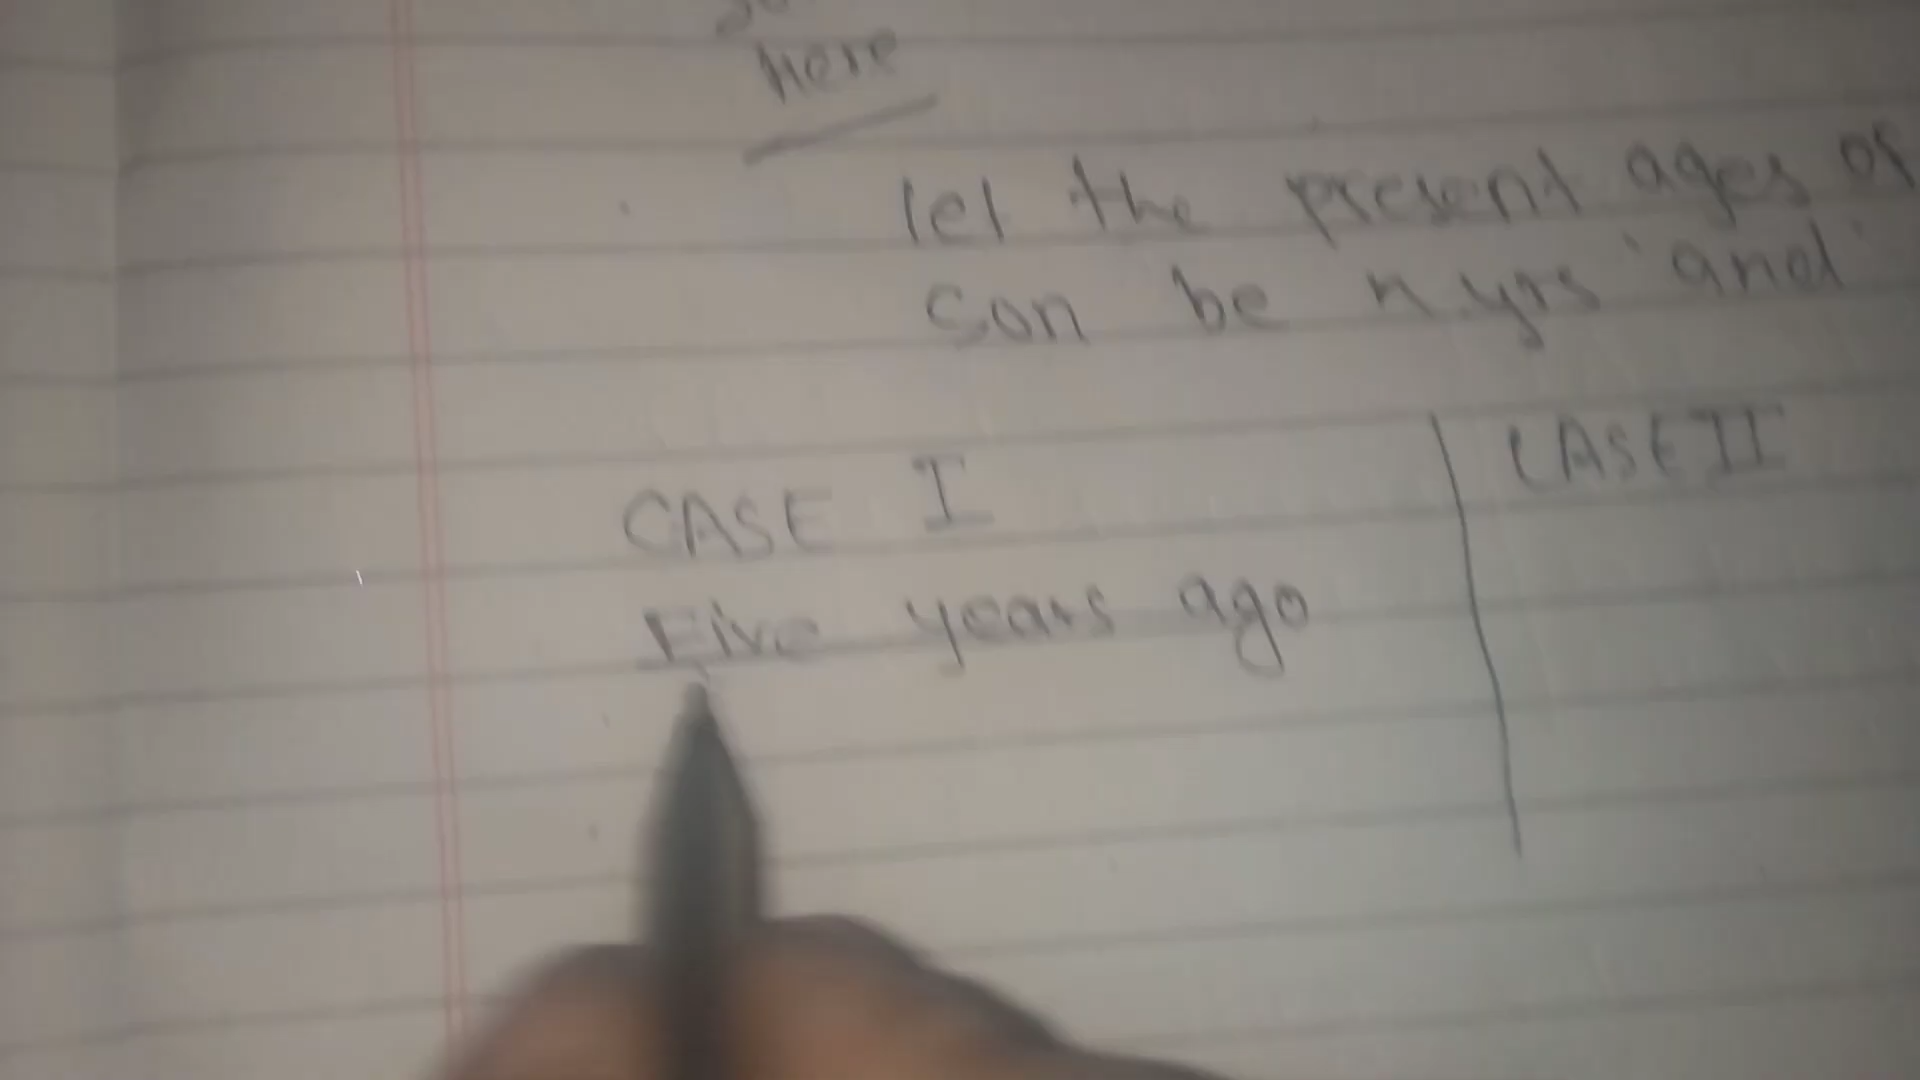 here
let the present ages of
son be x yrs and
CASE I
CASE II
Five years ago